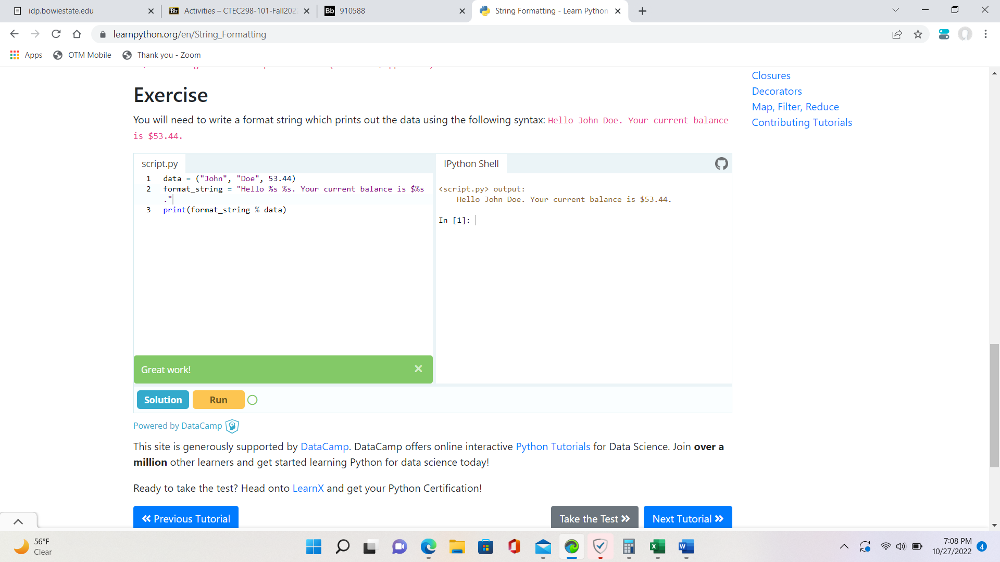 idp.bowiestate.edu
Bb Activities – CTEC298-101-Fall202
Bb 910588
String Formatting - Learn Python
learnpython.org/en/String_Formatting
Apps OTM Mobile Thank you - Zoom
Closures
Decorators
Map, Filter, Reduce
Contributing Tutorials
Exercise
You will need to write a format string which prints out the data using the following syntax: Hello John Doe. Your current balance
is $53.44.
script.py
1 data = ("John", "Doe", 53.44)
2 format_string = "Hello %s %s. Your current balance is $%s
."
3 print(format_string % data)
Great work!
Solution Run
IPython Shell
<script.py> output:
Hello John Doe. Your current balance is $53.44.
In [1]:
Powered by DataCamp
This site is generously supported by DataCamp. DataCamp offers online interactive Python Tutorials for Data Science. Join over a
million other learners and get started learning Python for data science today!
Ready to take the test? Head onto LearnX and get your Python Certification!
Previous Tutorial
Take the Test
Next Tutorial
56°F
Clear
7:08 PM
10/27/2022
4